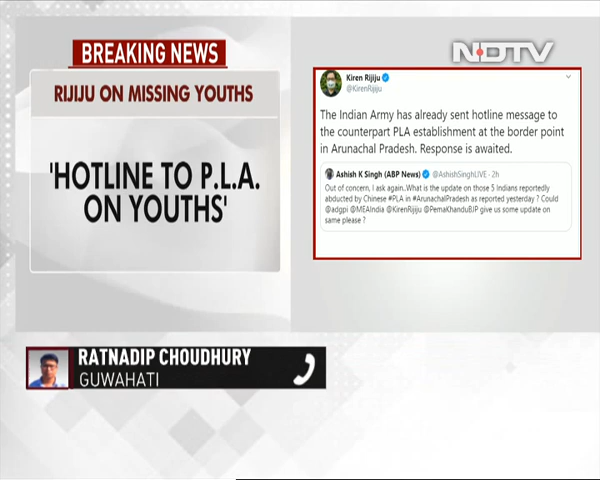 BREAKING NEWS
RIJIJU ON MISSING YOUTHS
'HOTLINE TO P.L.A.
ON YOUTHS'
NDTV
Kiren Rijiju
@KirenRijiju
The Indian Army has already sent hotline message to
the counterpart PLA establishment at the border point
in Arunachal Pradesh. Response is awaited.
Ashish K Singh (ABP News) @AshishSinghLIVE · 2h
Out of concern, I ask again..What is the update on those 5 Indians reportedly
abducted by Chinese #PLA in #ArunachalPradesh as reported yesterday ? Could
@adgpi @MEAIndia @KirenRijiju @PemaKhanduBJP give us some update on
same please ?
RATNADIP CHOUDHURY
GUWAHATI